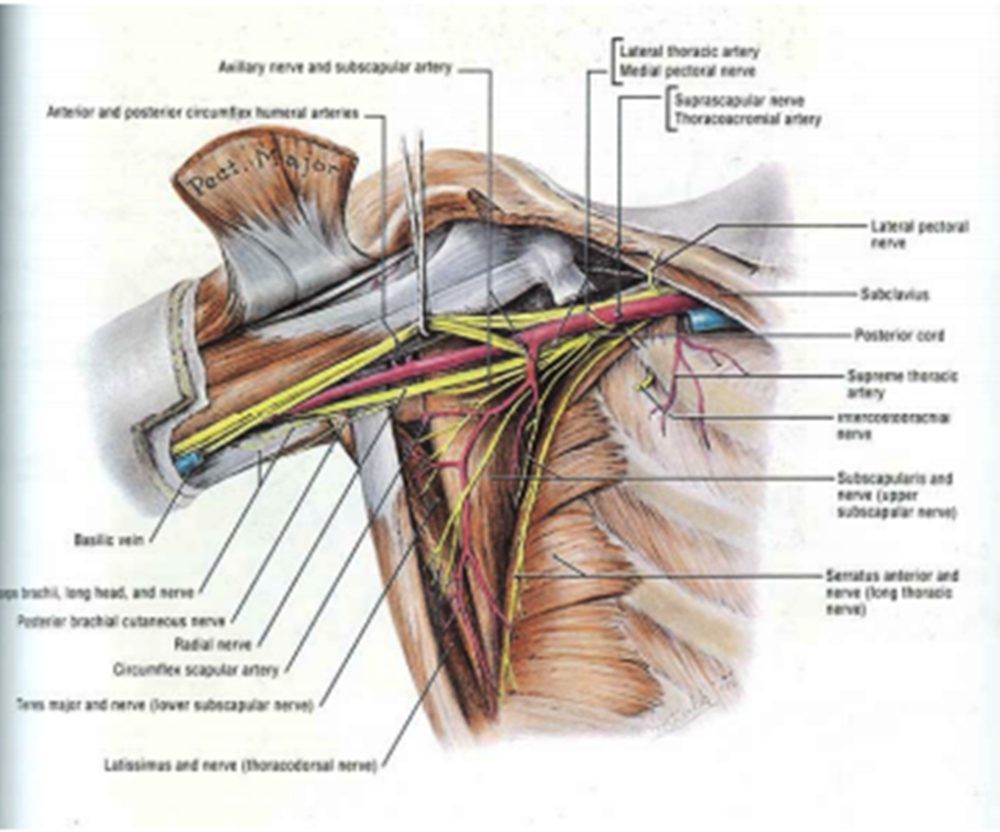 Lateral thoracic artery
Medial pectoral nerve
Axillary nerve and subscapular artery
Suprascapular nerve
Thoracoacromial artery
Anterior and posterior circumflex humeral arteries
Pect. Major
Lateral pectoral
nerve
Subclavius
Posterior cord
Supreme thoracic
artery
Intercostobrachial
nerve
Subscapularis and
nerve (upper
subscapular nerve)
Basilic vein
Serratus anterior and
nerve (long thoracic
nerve)
brachii, long head, and nerve
Posterior brachial cutaneous nerve
Radial nerve
Circumflex scapular artery
Teres major and nerve (lower subscapular nerve)
Latissimus and nerve (thoracodorsal nerve)